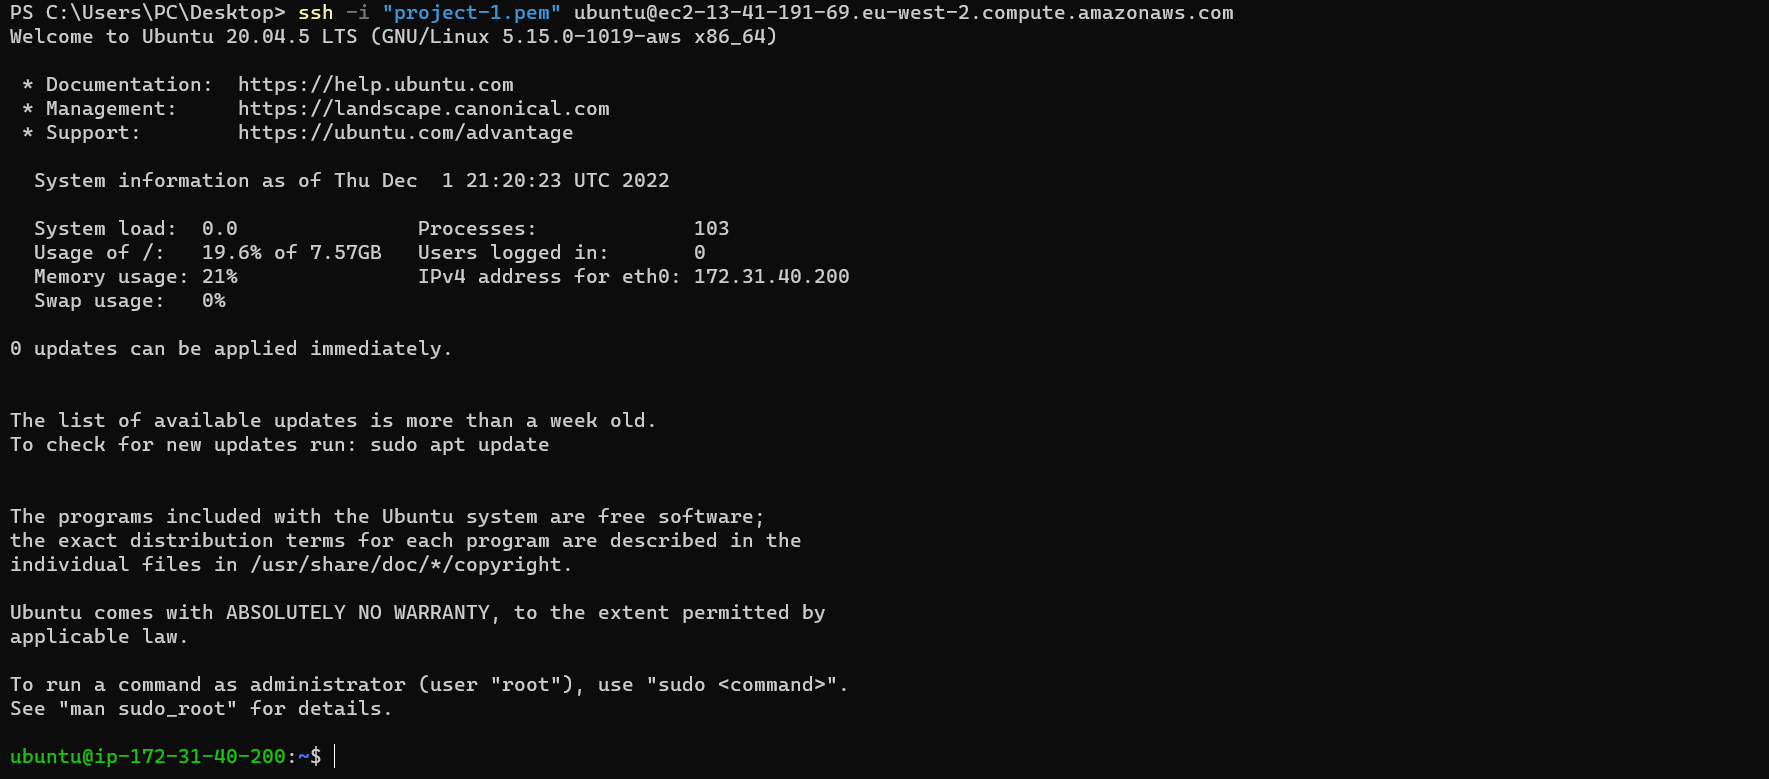 PS C:\Users\PC\Desktop> ssh -i "project-1.pem" ubuntu@ec2-13-41-191-69.eu-west-2.compute.amazonaws.com
Welcome to Ubuntu 20.04.5 LTS (GNU/Linux 5.15.0-1019-aws x86_64)

 * Documentation:  https://help.ubuntu.com
 * Management:     https://landscape.canonical.com
 * Support:        https://ubuntu.com/advantage

  System information as of Thu Dec  1 21:20:23 UTC 2022

  System load:  0.0               Processes:             103
  Usage of /:   19.6% of 7.57GB   Users logged in:       0
  Memory usage: 21%               IPv4 address for eth0: 172.31.40.200
  Swap usage:   0%

0 updates can be applied immediately.


The list of available updates is more than a week old.
To check for new updates run: sudo apt update


The programs included with the Ubuntu system are free software;
the exact distribution terms for each program are described in the
individual files in /usr/share/doc/*/copyright.

Ubuntu comes with ABSOLUTELY NO WARRANTY, to the extent permitted by
applicable law.

To run a command as administrator (user "root"), use "sudo <command>".
See "man sudo_root" for details.

ubuntu@ip-172-31-40-200:~$